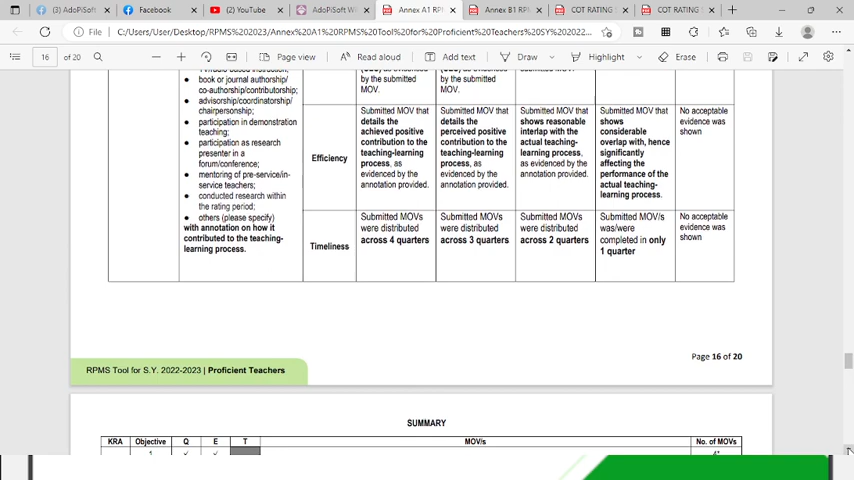 (3) AdoPiSoft
Facebook
(2) YouTube
AdoPiSoft W
Annex A1 RP
Annex B1 RPM
COT RATING
COT RATING
File
C:/Users/User/Desktop/RPMS%202023/Annex%20A1%20RPMS%20Tool%20for%20Proficient%20Teachers%20SY%202022...
16 of 20
Page view
Read aloud
Add text
Draw
Highlight
Erase
book or journal authorship/
co-authorship/contributorship;
advisorship/coordinatorship/
chairpersonship;
participation in demonstration
teaching;
participation as research
presenter in a
forum/conference;
mentoring of pre-service/in-
service teachers;
conducted research within
the rating period;
others (please specify)
with annotation on how it
contributed to the teaching-
learning process.
by the submitted
MOV.
by the submitted
MOV.
Efficiency
Submitted MOV that
details the
achieved positive
contribution to the
teaching-learning
process, as
evidenced by the
annotation provided.
Submitted MOV that
details the
perceived positive
contribution to the
teaching-learning
process, as
evidenced by the
annotation provided.
Submitted MOV that
shows reasonable
interlap with the
actual teaching-
learning process,
as evidenced by the
annotation provided.
Submitted MOV that
shows
considerable
overlap with, hence
significantly
affecting the
performance of the
actual teaching-
learning process.
No acceptable
evidence was
shown
Timeliness
Submitted MOVs
were distributed
across 4 quarters
Submitted MOVs
were distributed
across 3 quarters
Submitted MOVs
were distributed
across 2 quarters
Submitted MOV/s
was/were
completed in only
1 quarter
No acceptable
evidence was
shown
Page 16 of 20
RPMS Tool for S.Y. 2022-2023 | Proficient Teachers
SUMMARY
KRA Objective Q E T MOV/s No. of MOVs
1 ✓ ✓